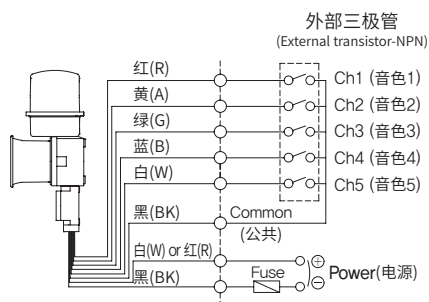 外部三极管
(External transistor-NPN)
红(R)
Ch1 (音色1)
黄(A)
Ch2 (音色2)
绿(G)
Ch3 (音色3)
蓝(B)
Ch4 (音色4)
白(W)
Ch5 (音色5)
黑(BK)
Common
(公共)
白(W) or 红(R)
黑(BK)
Fuse
Power(电源)